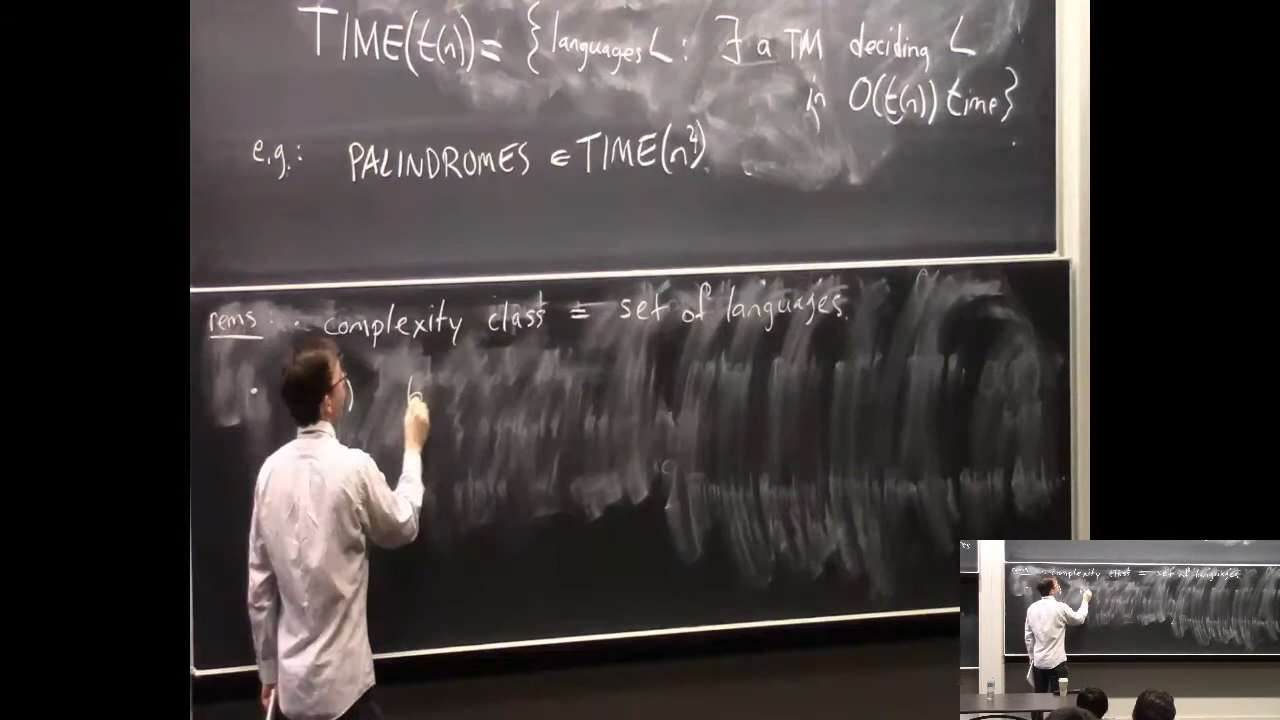 TIME(t(n)) = {languages L : ∃ a TM deciding L
in O(t(n)) time}
e.g.: PALINDROMES ∈ TIME(n²)
rems: · complexity class = set of languages.